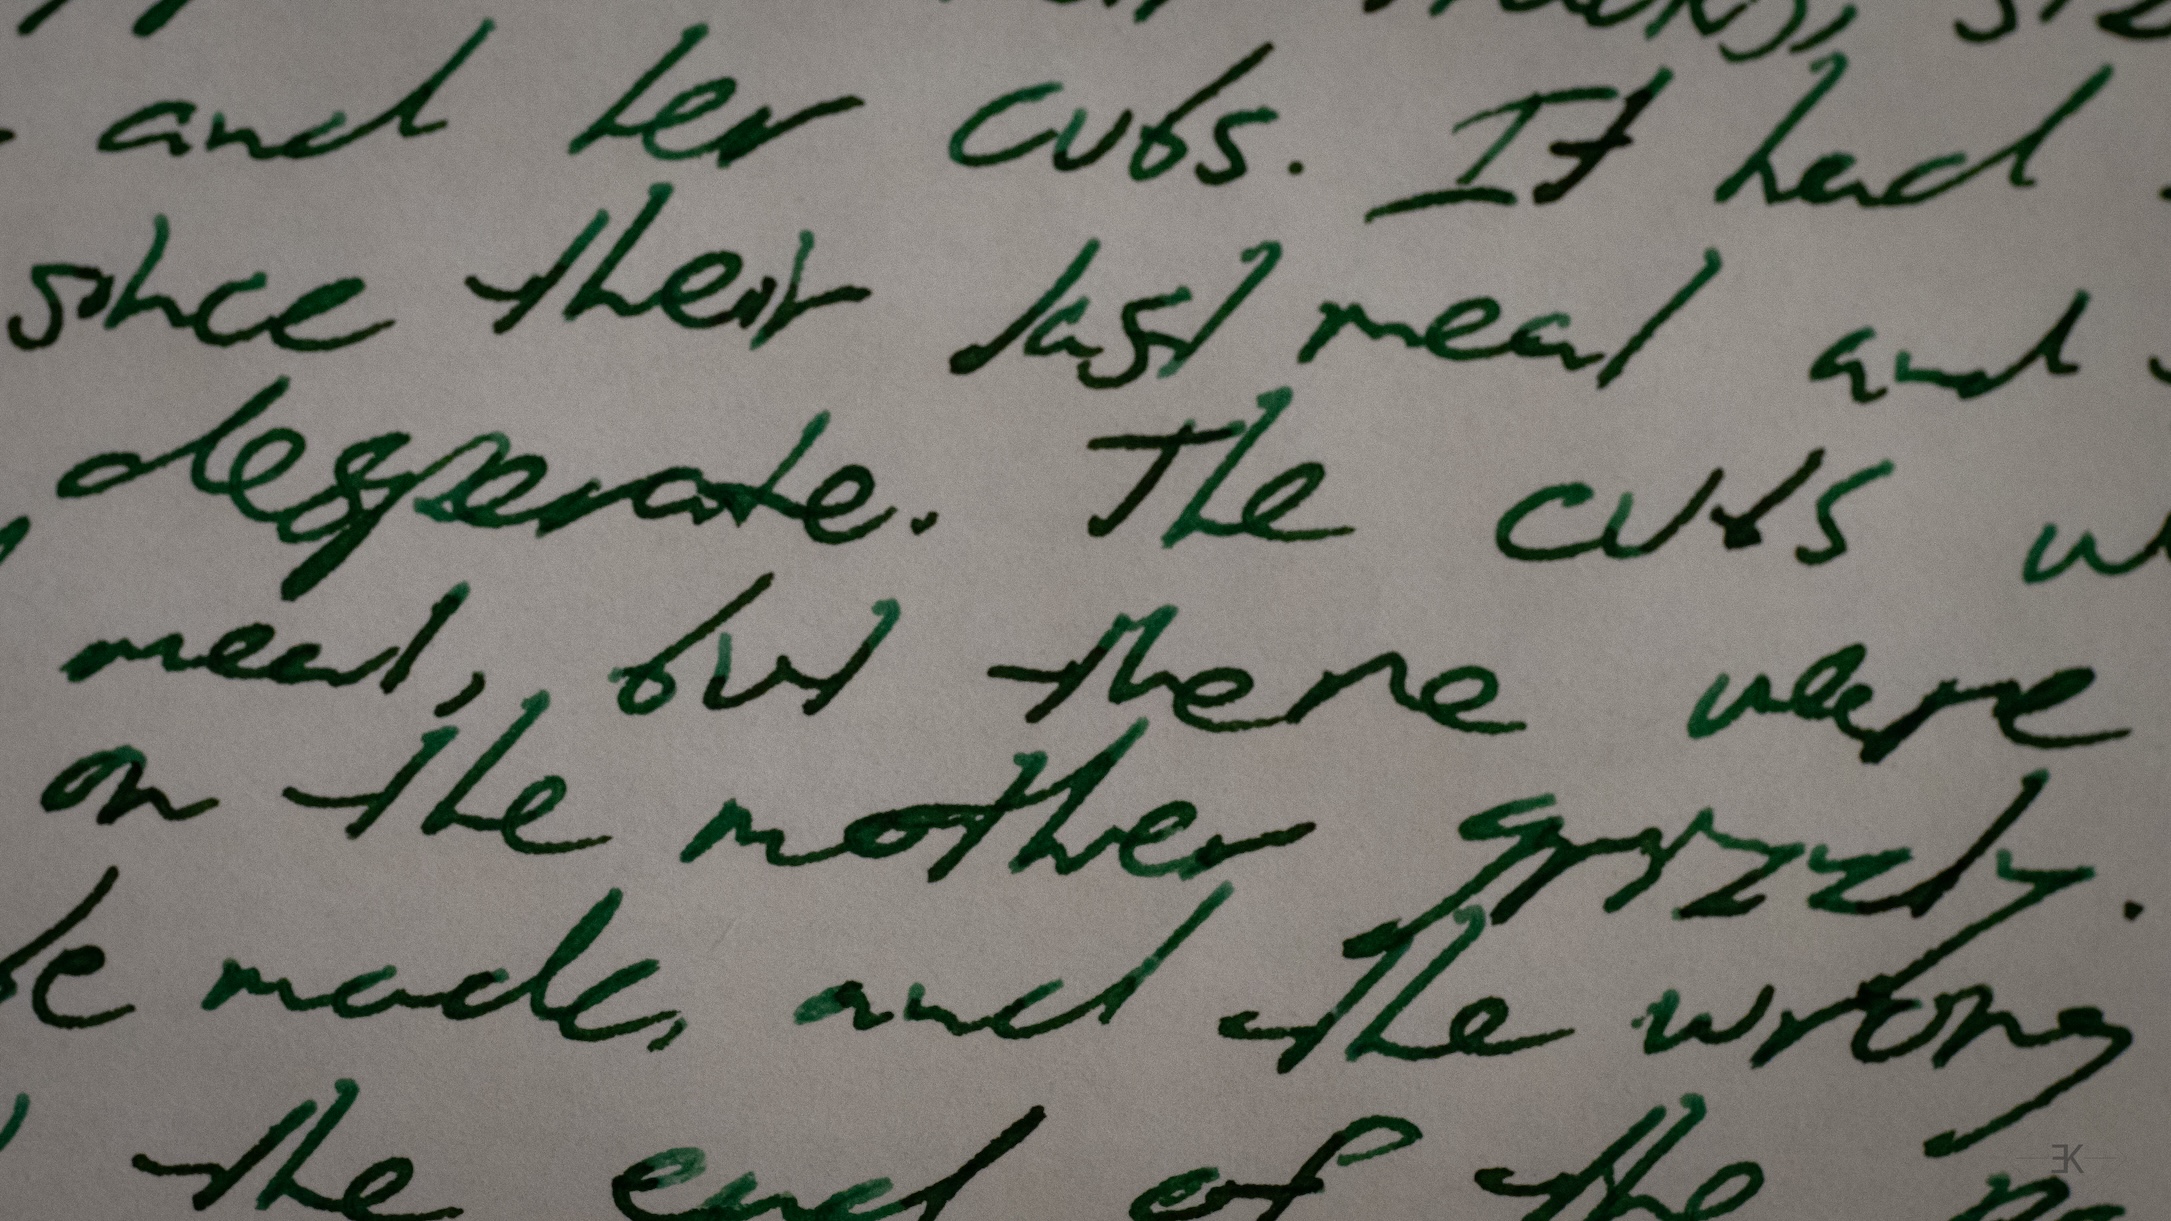 and her cubs. It had
since their last meal and
desperate. The cubs
meal, but there were
on the mother grizzly.
be made, and the wrong
the end of the
EK